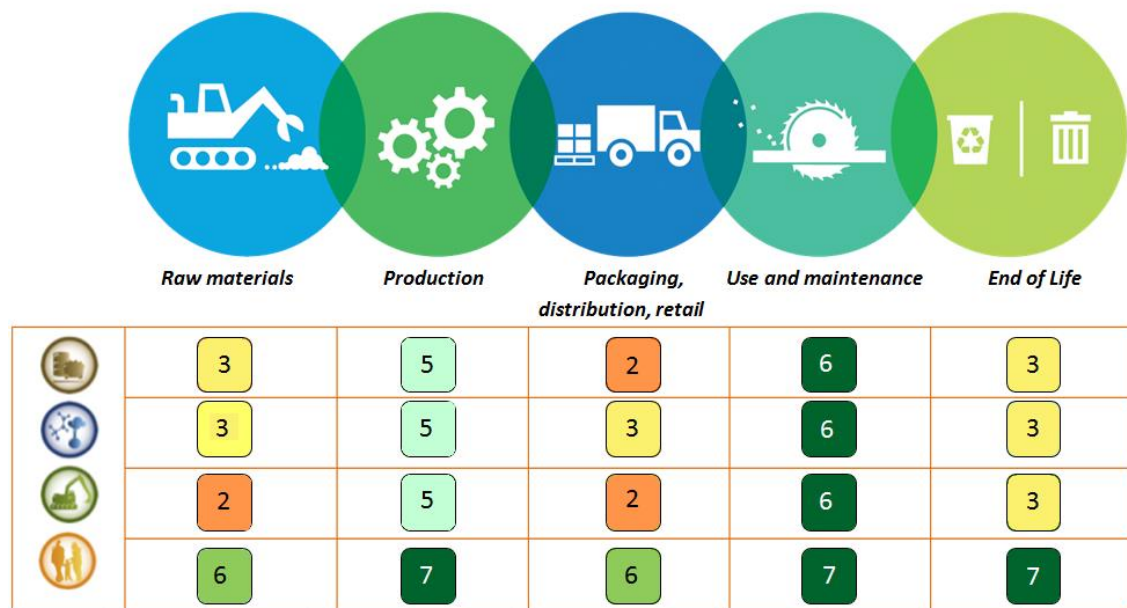 Raw materials Production Packaging, Use and maintenance End of Life
distribution, retail
3 5 2 6 3
3 5 3 6 3
2 5 2 6 3
6 7 6 7 7